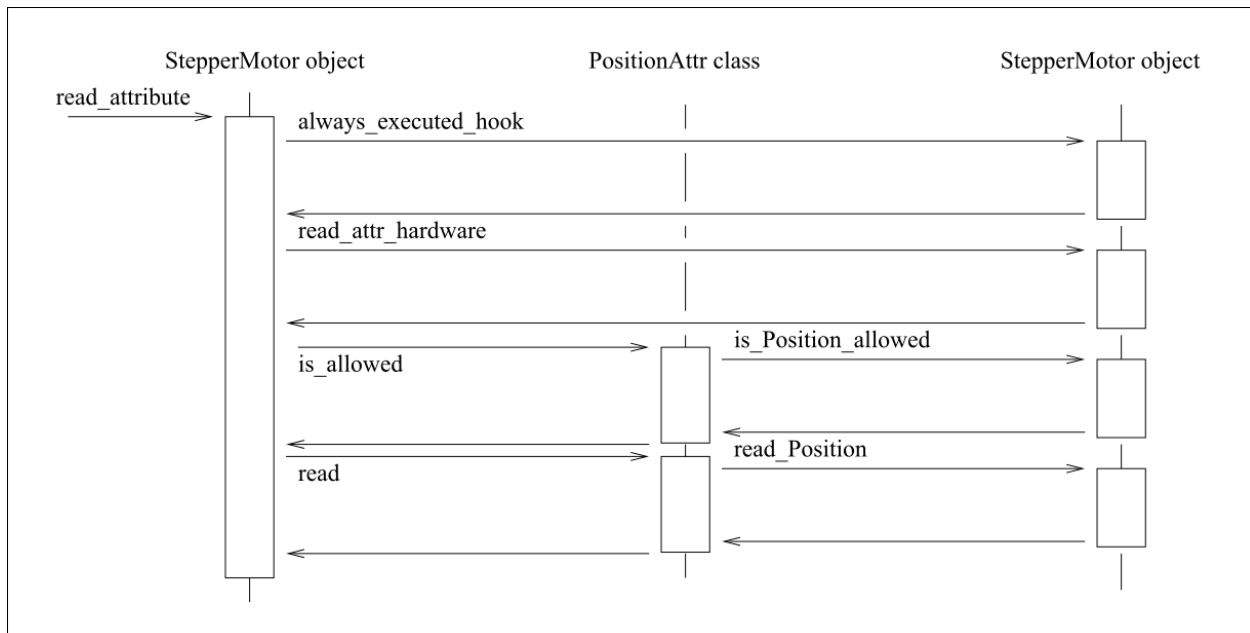 StepperMotor object
PositionAttr class
StepperMotor object
read_attribute
always_executed_hook
read_attr_hardware
is_allowed
is_Position_allowed
read
read_Position